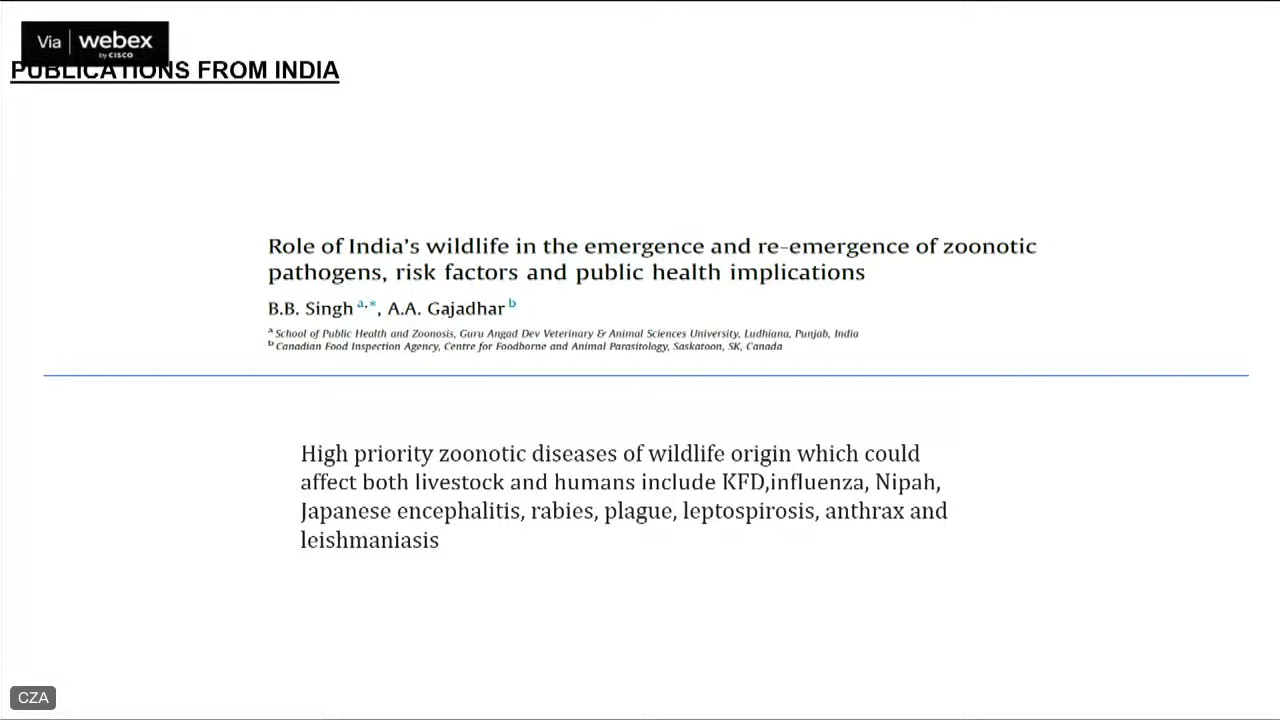 Via webex
by CISCO
PUBLICATIONS FROM INDIA
Role of India's wildlife in the emergence and re-emergence of zoonotic
pathogens, risk factors and public health implications
B.B. Singh a,*, A.A. Gajadhar b
a School of Public Health and Zoonosis, Guru Angad Dev Veterinary & Animal Sciences University, Ludhiana, Punjab, India
b Canadian Food Inspection Agency, Centre for Foodborne and Animal Parasitology, Saskatoon, SK, Canada
High priority zoonotic diseases of wildlife origin which could
affect both livestock and humans include KFD,influenza, Nipah,
Japanese encephalitis, rabies, plague, leptospirosis, anthrax and
leishmaniasis
CZA